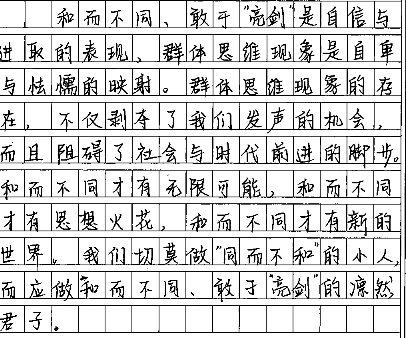 和而不同、敢于“亮剑”是自信与
进取的表现、群体思维现象是自卑
与怯懦的映射。群体思维现象的存
在，不仅剥夺了我们发声的机会，
而且阻碍了社会与时代前进的脚步。
和而不同才有无限可能，和而不同
才有思想火花，和而不同才有新的
世界。我们切莫做“同而不和”的小人，
而应做和而不同、敢于“亮剑”的凛然
君子。